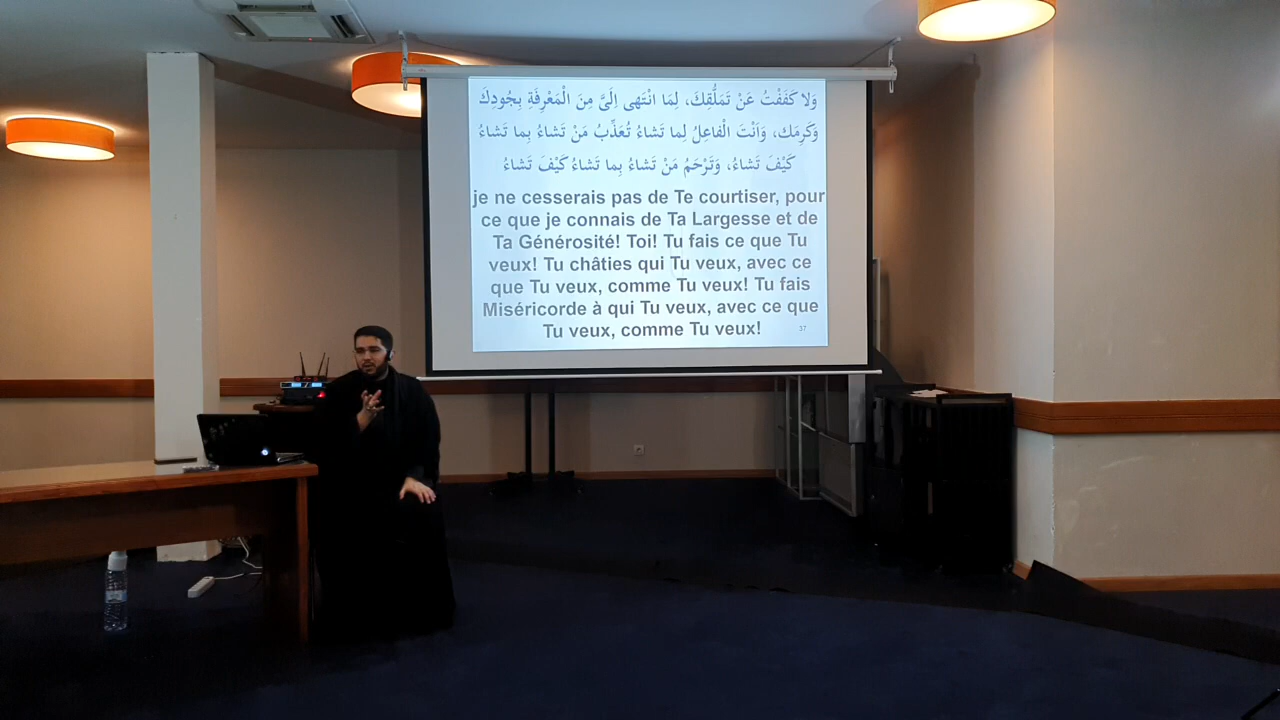 وَلا كَفَفْتُ عَنْ تَمَلُّقِكَ، لِمَا انْتَهى اِلَىَّ مِنَ الْمَعْرِفَةِ بِجُودِكَ
وَكَرِمَك، وَاَنْتَ الْفاعِلُ لِما تَشاءُ تُعَذِّبُ مَنْ تَشاءُ بِما تَشاءُ
كَيْفَ تَشاءُ، وَتَرْحَمُ مَنْ تَشاءُ بِما تَشاءُ كَيْفَ تَشاءُ
je ne cesserais pas de Te courtiser, pour
ce que je connais de Ta Largesse et de
Ta Générosité! Toi! Tu fais ce que Tu
veux! Tu châties qui Tu veux, avec ce
que Tu veux, comme Tu veux! Tu fais
Miséricorde à qui Tu veux, avec ce que
Tu veux, comme Tu veux!
37